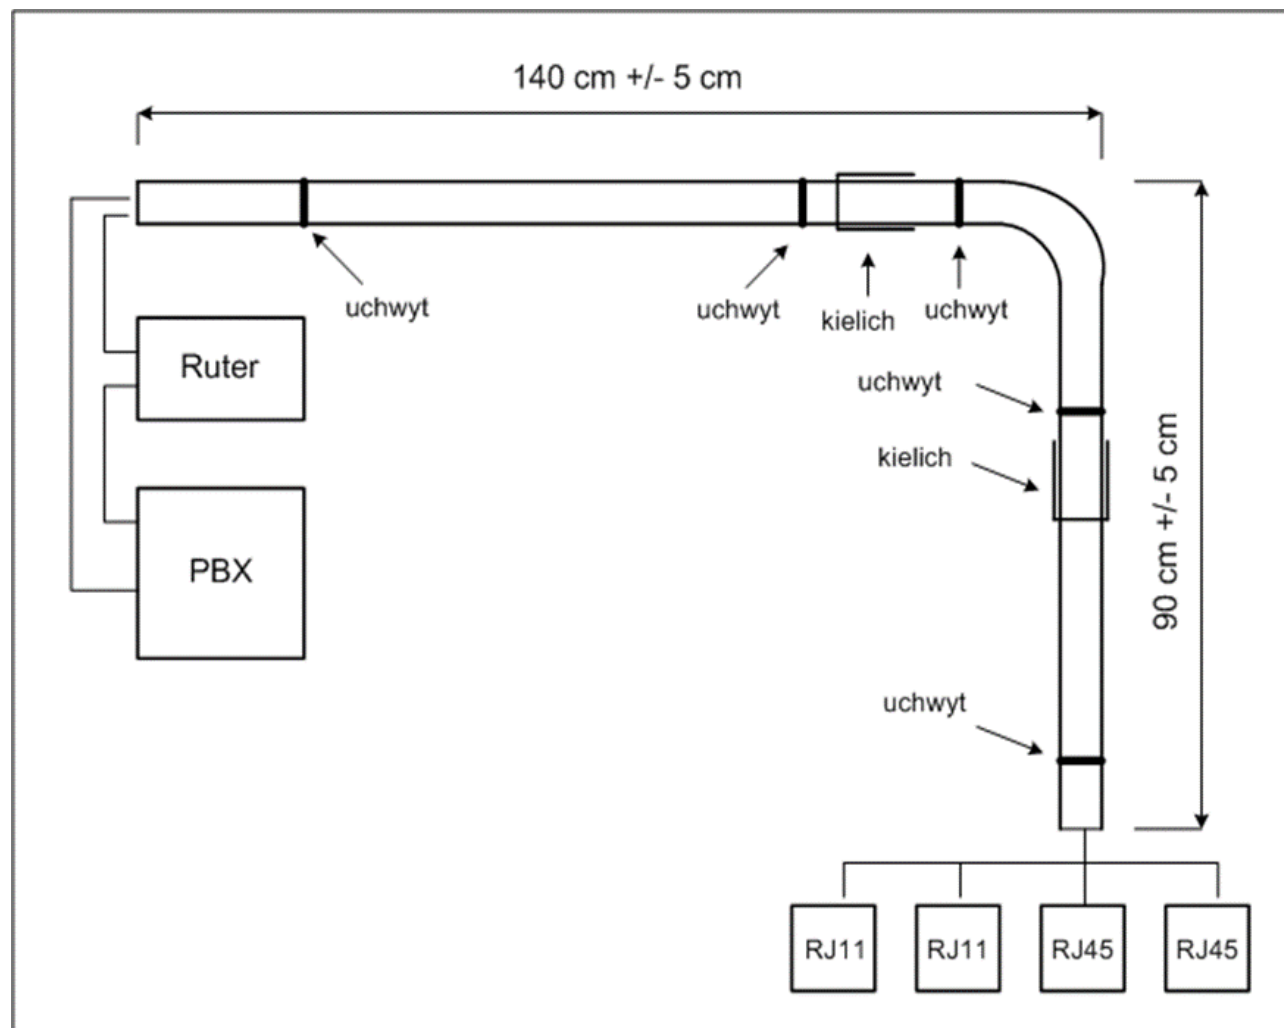 140 cm +/- 5 cm
uchwyt
uchwyt
kielich
uchwyt
Ruter
uchwyt
kielich
90 cm +/- 5 cm
PBX
uchwyt
RJ11
RJ11
RJ45
RJ45